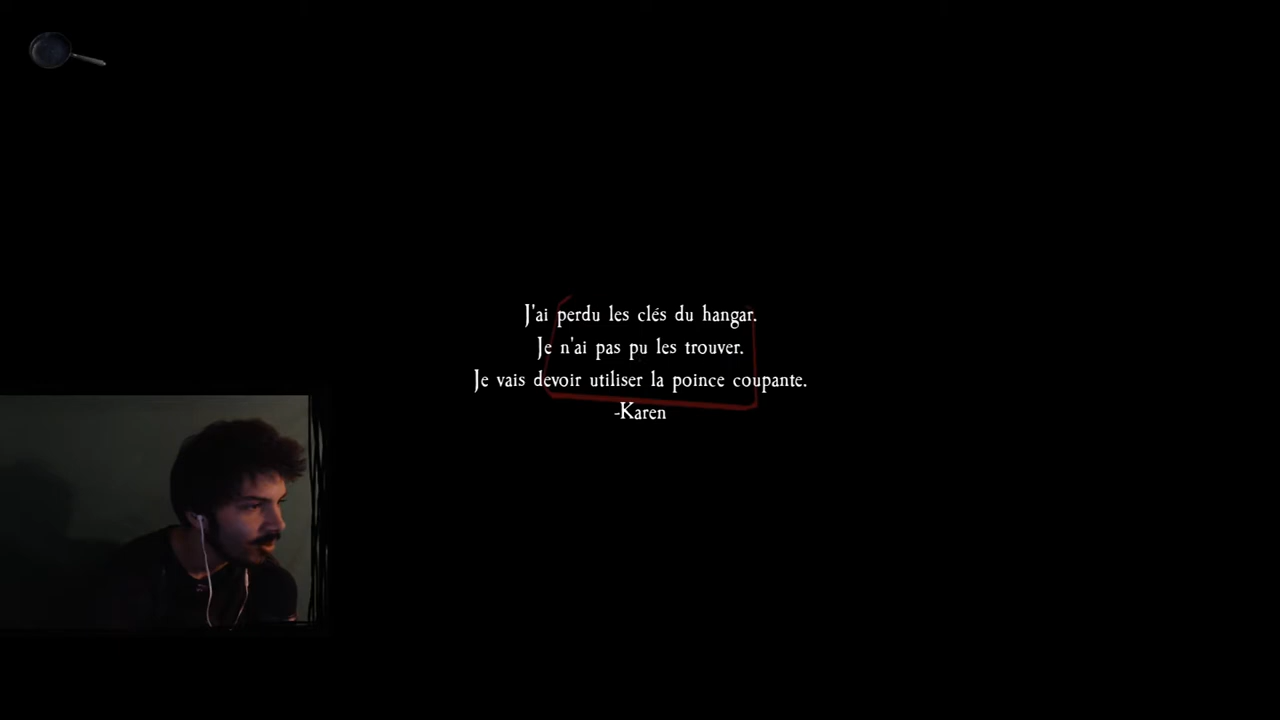 J'ai perdu les clés du hangar.
Je n'ai pas pu les trouver.
Je vais devoir utiliser la poince coupante.
-Karen